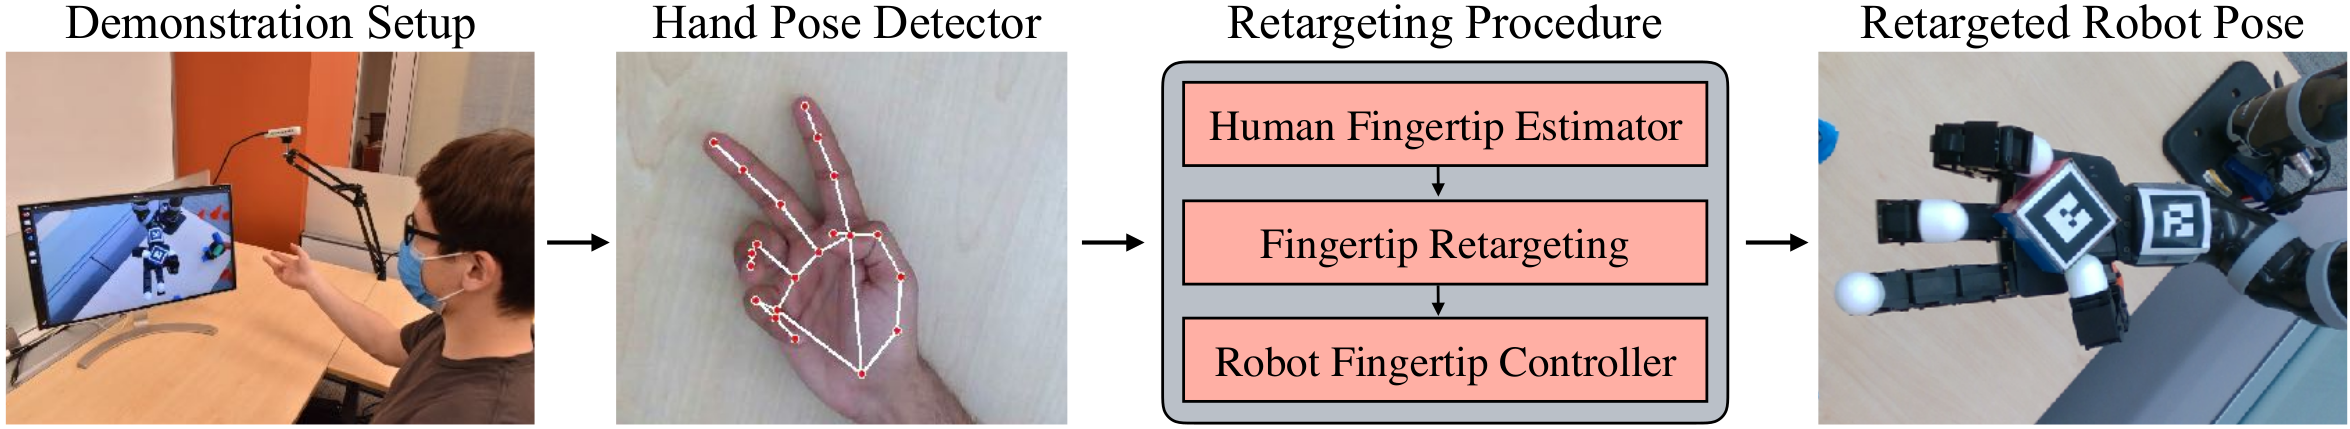 Demonstration Setup
Hand Pose Detector
Retargeting Procedure
Retargeted Robot Pose
Human Fingertip Estimator
Fingertip Retargeting
Robot Fingertip Controller